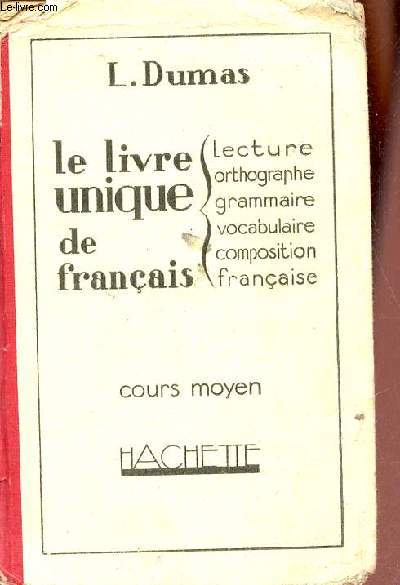 Le-livre.com
L. Dumas
le livre
unique
de
français
lecture
orthographe
grammaire
vocabulaire
composition
française
cours moyen
HACHETTE